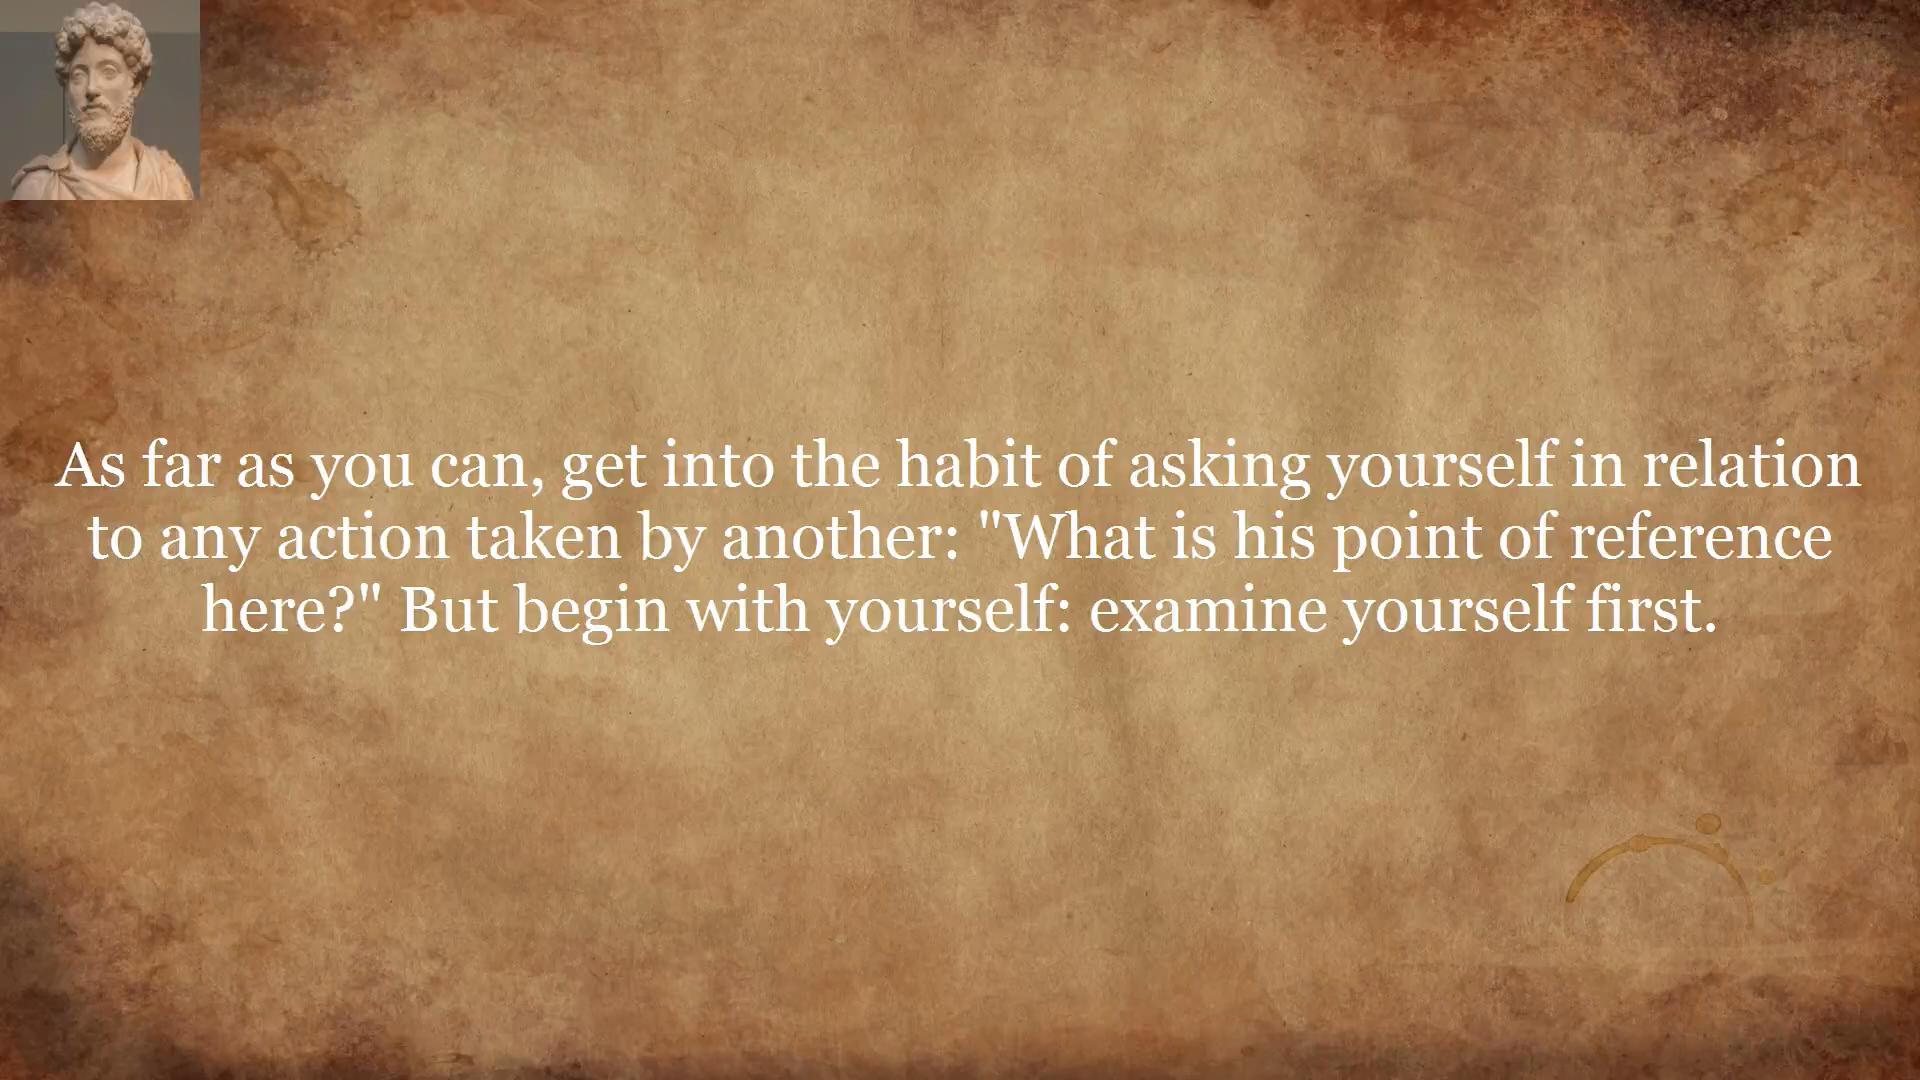 As far as you can, get into the habit of asking yourself in relation
to any action taken by another: "What is his point of reference
here?" But begin with yourself: examine yourself first.